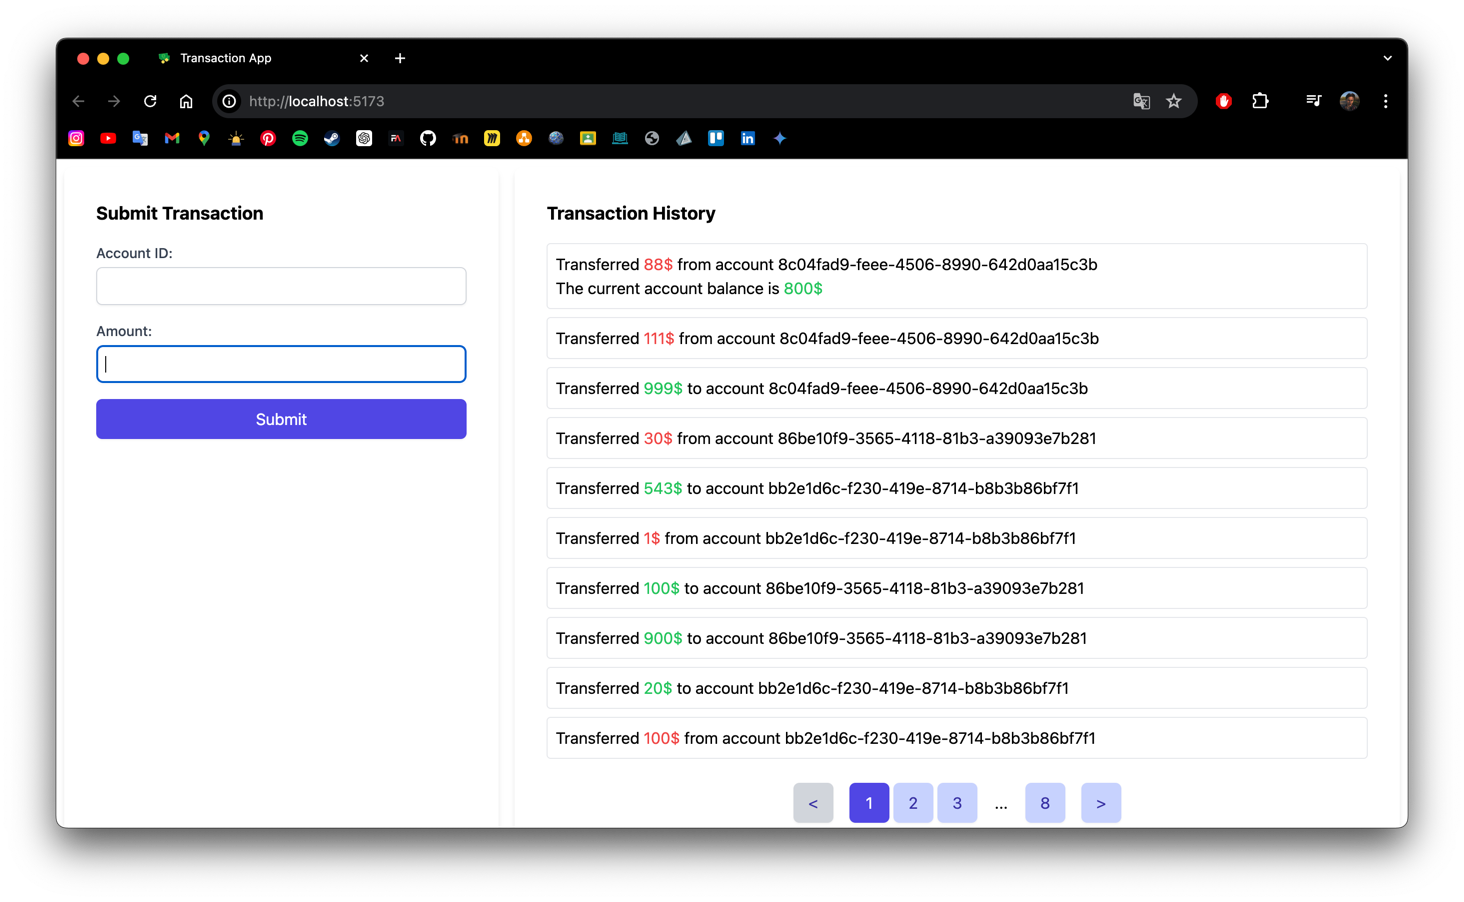 Transaction App
http://localhost:5173
Submit Transaction
Account ID:
Amount:
Submit
Transaction History
Transferred 88$ from account 8c04fad9-feee-4506-8990-642d0aa15c3b
The current account balance is 800$
Transferred 111$ from account 8c04fad9-feee-4506-8990-642d0aa15c3b
Transferred 999$ to account 8c04fad9-feee-4506-8990-642d0aa15c3b
Transferred 30$ from account 86be10f9-3565-4118-81b3-a39093e7b281
Transferred 543$ to account bb2e1d6c-f230-419e-8714-b8b3b86bf7f1
Transferred 1$ from account bb2e1d6c-f230-419e-8714-b8b3b86bf7f1
Transferred 100$ to account 86be10f9-3565-4118-81b3-a39093e7b281
Transferred 900$ to account 86be10f9-3565-4118-81b3-a39093e7b281
Transferred 20$ to account bb2e1d6c-f230-419e-8714-b8b3b86bf7f1
Transferred 100$ from account bb2e1d6c-f230-419e-8714-b8b3b86bf7f1
< 1 2 3 ... 8 >